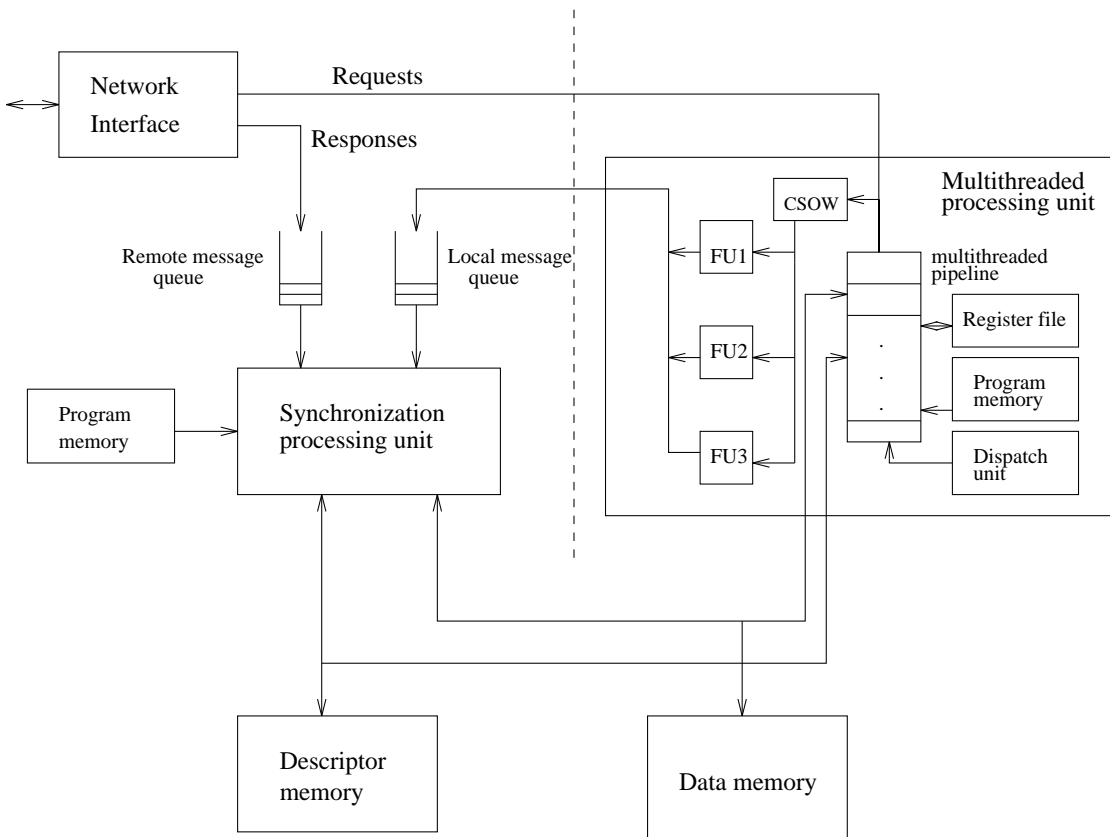 Network
Interface
Requests
Responses
Remote message
queue
Local message
queue
Program
memory
Synchronization
processing unit
Descriptor
memory
Data memory
Multithreaded
processing unit
CSOW
FU1
FU2
FU3
multithreaded
pipeline
Register file
Program
memory
Dispatch
unit